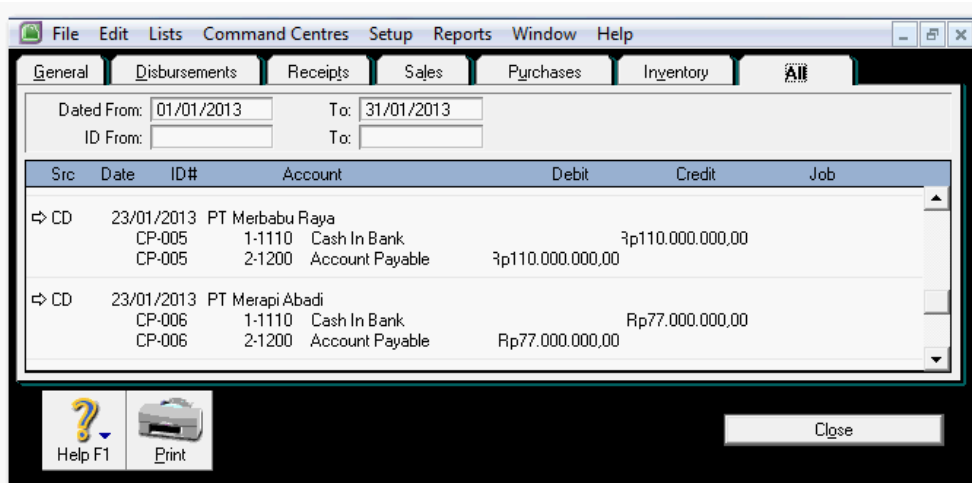 File Edit Lists Command Centres Setup Reports Window Help
General Disbursements Receipts Sales Purchases Inventory All
Dated From: 01/01/2013 To: 31/01/2013
ID From: To:
Src Date ID# Account Debit Credit Job
CD 23/01/2013 PT Merbabu Raya
CP-005 1-1110 Cash In Bank Rp110.000.000,00
CP-005 2-1200 Account Payable Rp110.000.000,00
CD 23/01/2013 PT Merapi Abadi
CP-006 1-1110 Cash In Bank Rp77.000.000,00
CP-006 2-1200 Account Payable Rp77.000.000,00
Help F1 Print Close